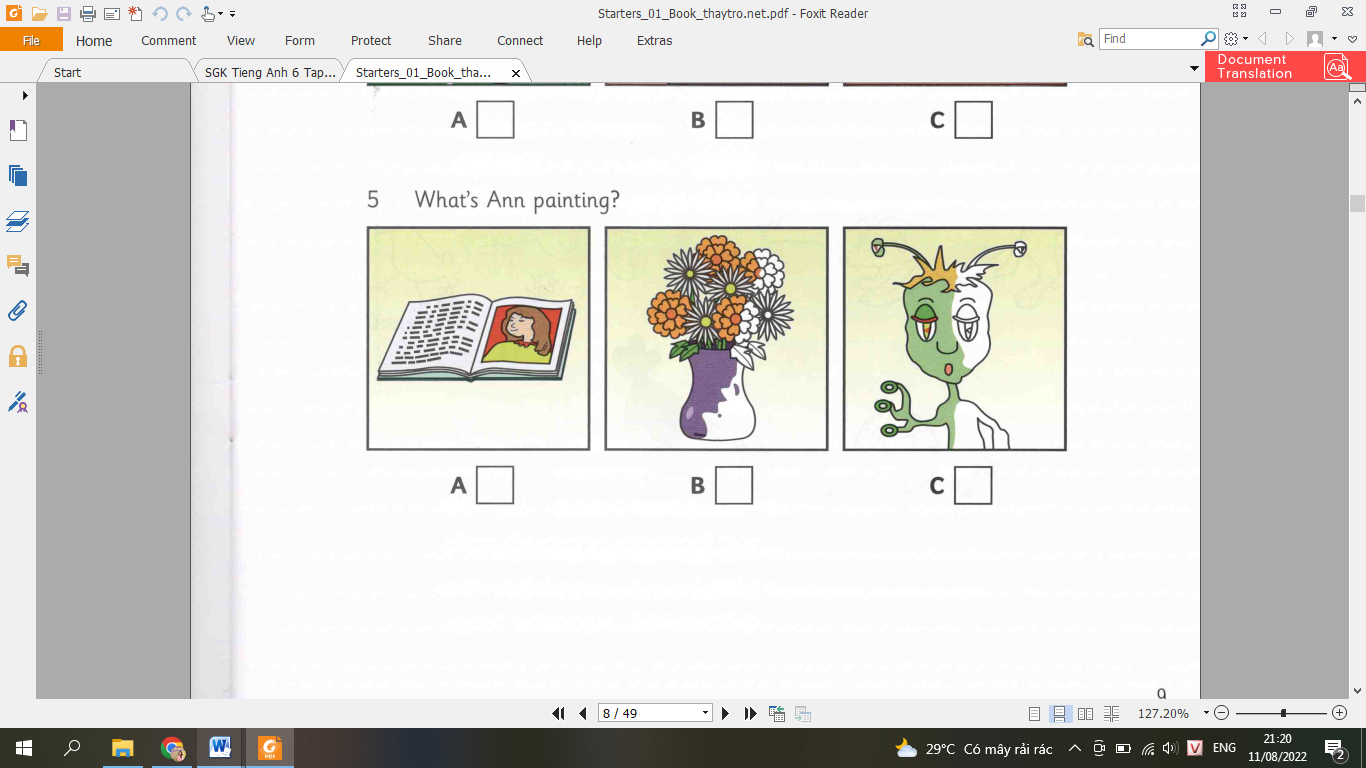 Starters_01_Book_thaytro.net.pdf - Foxit Reader
File Home Comment View Form Protect Share Connect Help Extras
Find
Start SGK Tieng Anh 6 Tap... Starters_01_Book_tha...
Document
Translation
Aa
A B C
5 What's Ann painting?
A B C
9
8 / 49
127.20%
29°C Có mây rải rác
V
ENG
21:20
11/08/2022
2
W
PDF